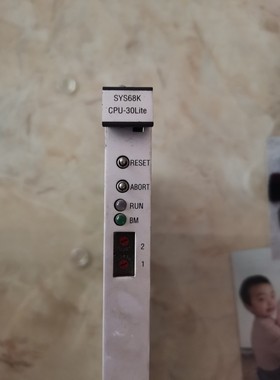 SYS68K
CPU-30Lite
RESET
ABORT
RUN
BM
2
1